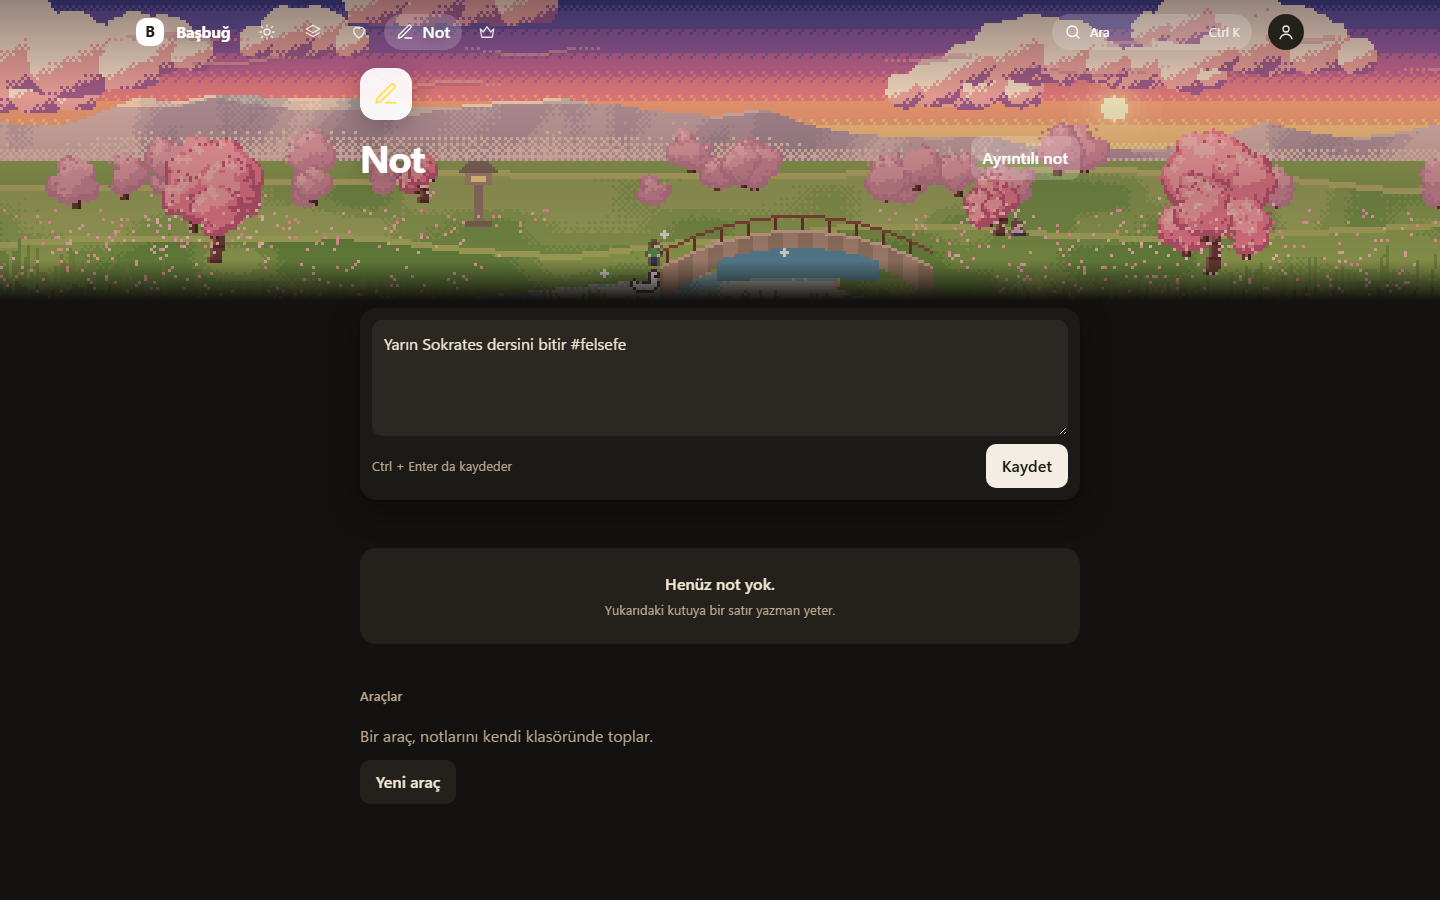 B Başbuğ Not Ara Ctrl K
Not
Ayrıntılı not
Yarın Sokrates dersini bitir #felsefe
Ctrl + Enter da kaydeder
Kaydet
Henüz not yok.
Yukarıdaki kutuya bir satır yazman yeter.
Araçlar
Bir araç, notlarını kendi klasöründe toplar.
Yeni araç